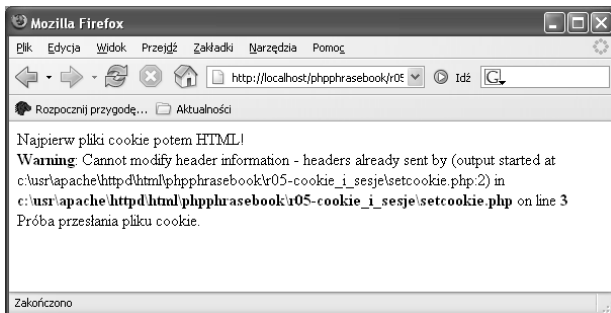 Mozilla Firefox
Plik Edycja Widok Przejdź Zakładki Narzędzia Pomoc
http://localhost/phpphrasebook/r05 Idź G
Rozpocznij przygodę... Aktualności
Najpierw pliki cookie potem HTML!
Warning: Cannot modify header information - headers already sent by (output started at
c:\usr\apache\httpd\html\phpphrasebook\r05-cookie_i_sesje\setcookie.php:2) in
c:\usr\apache\httpd\html\phpphrasebook\r05-cookie_i_sesje\setcookie.php on line 3
Próba przesłania pliku cookie.
Zakończono